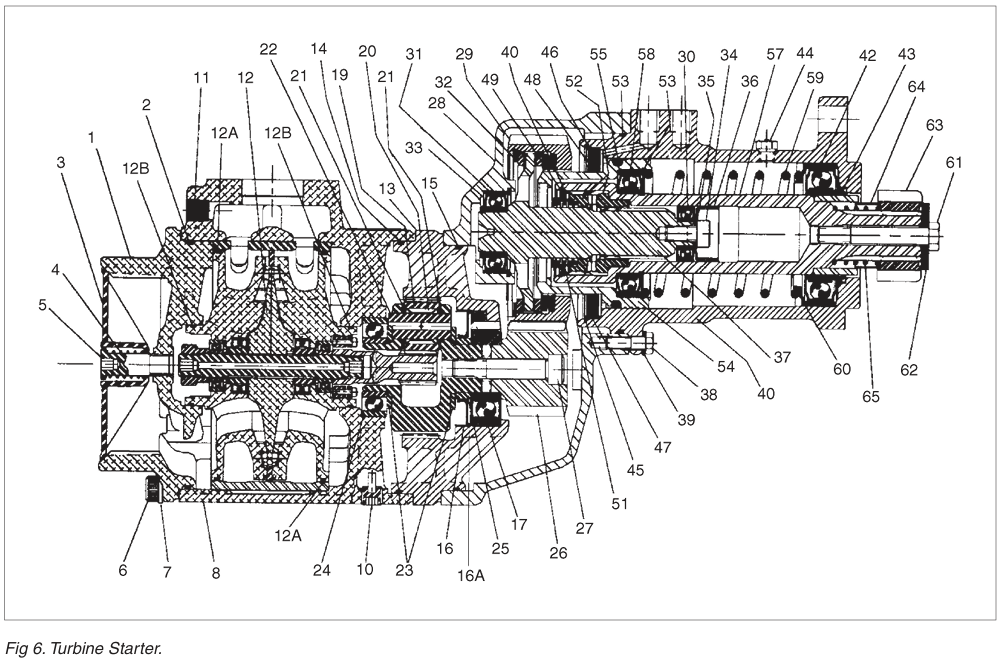 22 14 20 31 29 40 46 55 58 30 34 57 44 42 43
21 19 21 32 49 48 52 53 53 35 36 59 64
11 12 28 63
2 12A 12B 33 61
1
3 12B 13 15
4
5
54 37 60 62
38 40 65
39
47
45
51
12A 17 27
6 7 8 24 10 23 16 25 26
16A
Fig 6. Turbine Starter.